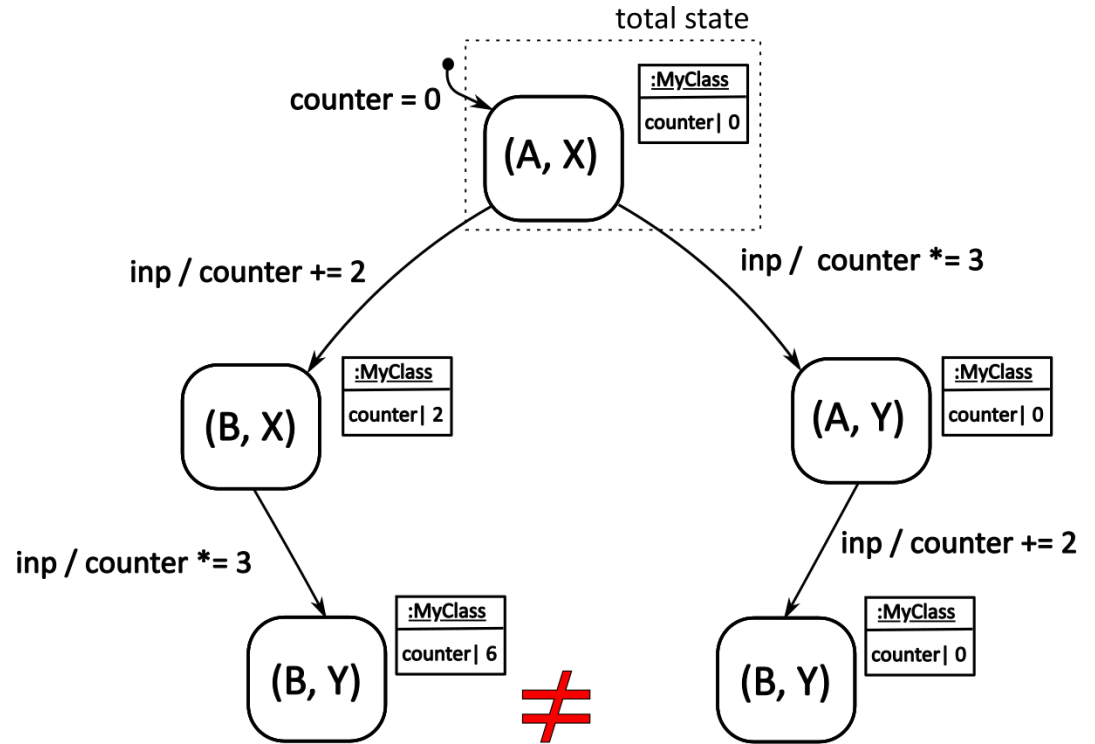 total state
:MyClass
counter = 0
counter| 0
(A, X)
inp / counter += 2
inp / counter *= 3
:MyClass
counter| 2
(B, X)
:MyClass
counter| 0
(A, Y)
inp / counter *= 3
inp / counter += 2
:MyClass
counter| 6
(B, Y)
≠
:MyClass
counter| 0
(B, Y)